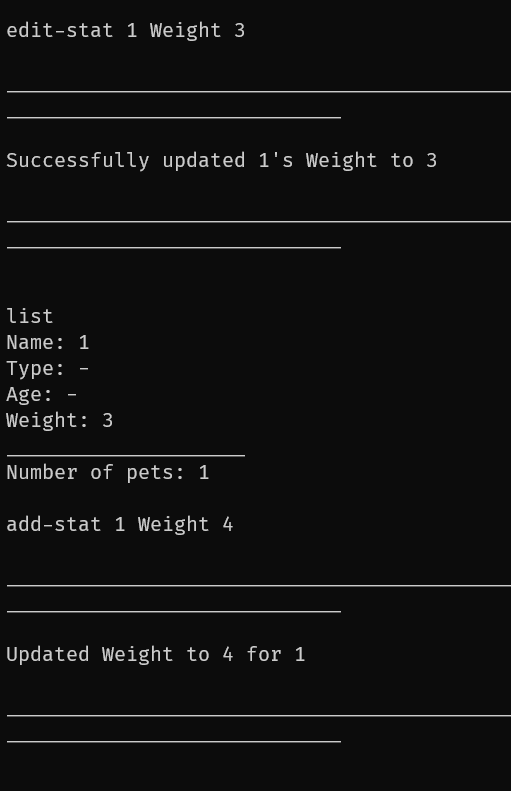 edit-stat 1 Weight 3
Successfully updated 1's Weight to 3
list
Name: 1
Type: -
Age: -
Weight: 3
Number of pets: 1
add-stat 1 Weight 4
Updated Weight to 4 for 1